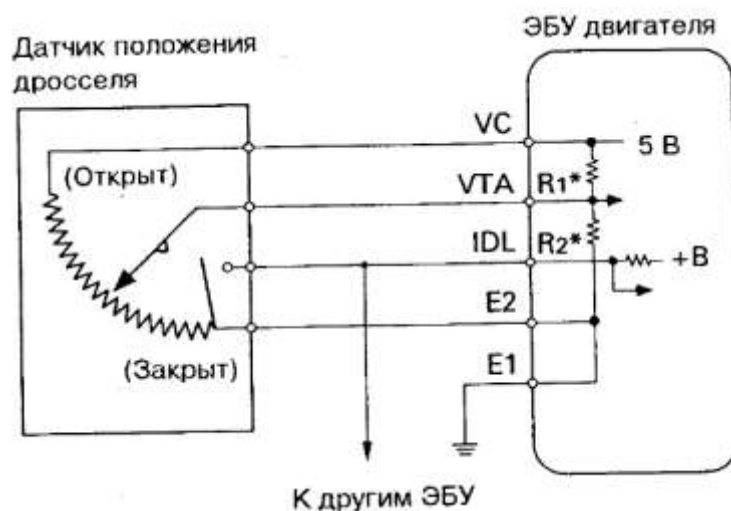 Датчик положения
дросселя
ЭБУ двигателя
(Открыт)
(Закрыт)
VC
5 В
VTA
R1*
IDL
R2*
+B
E2
E1
К другим ЭБУ